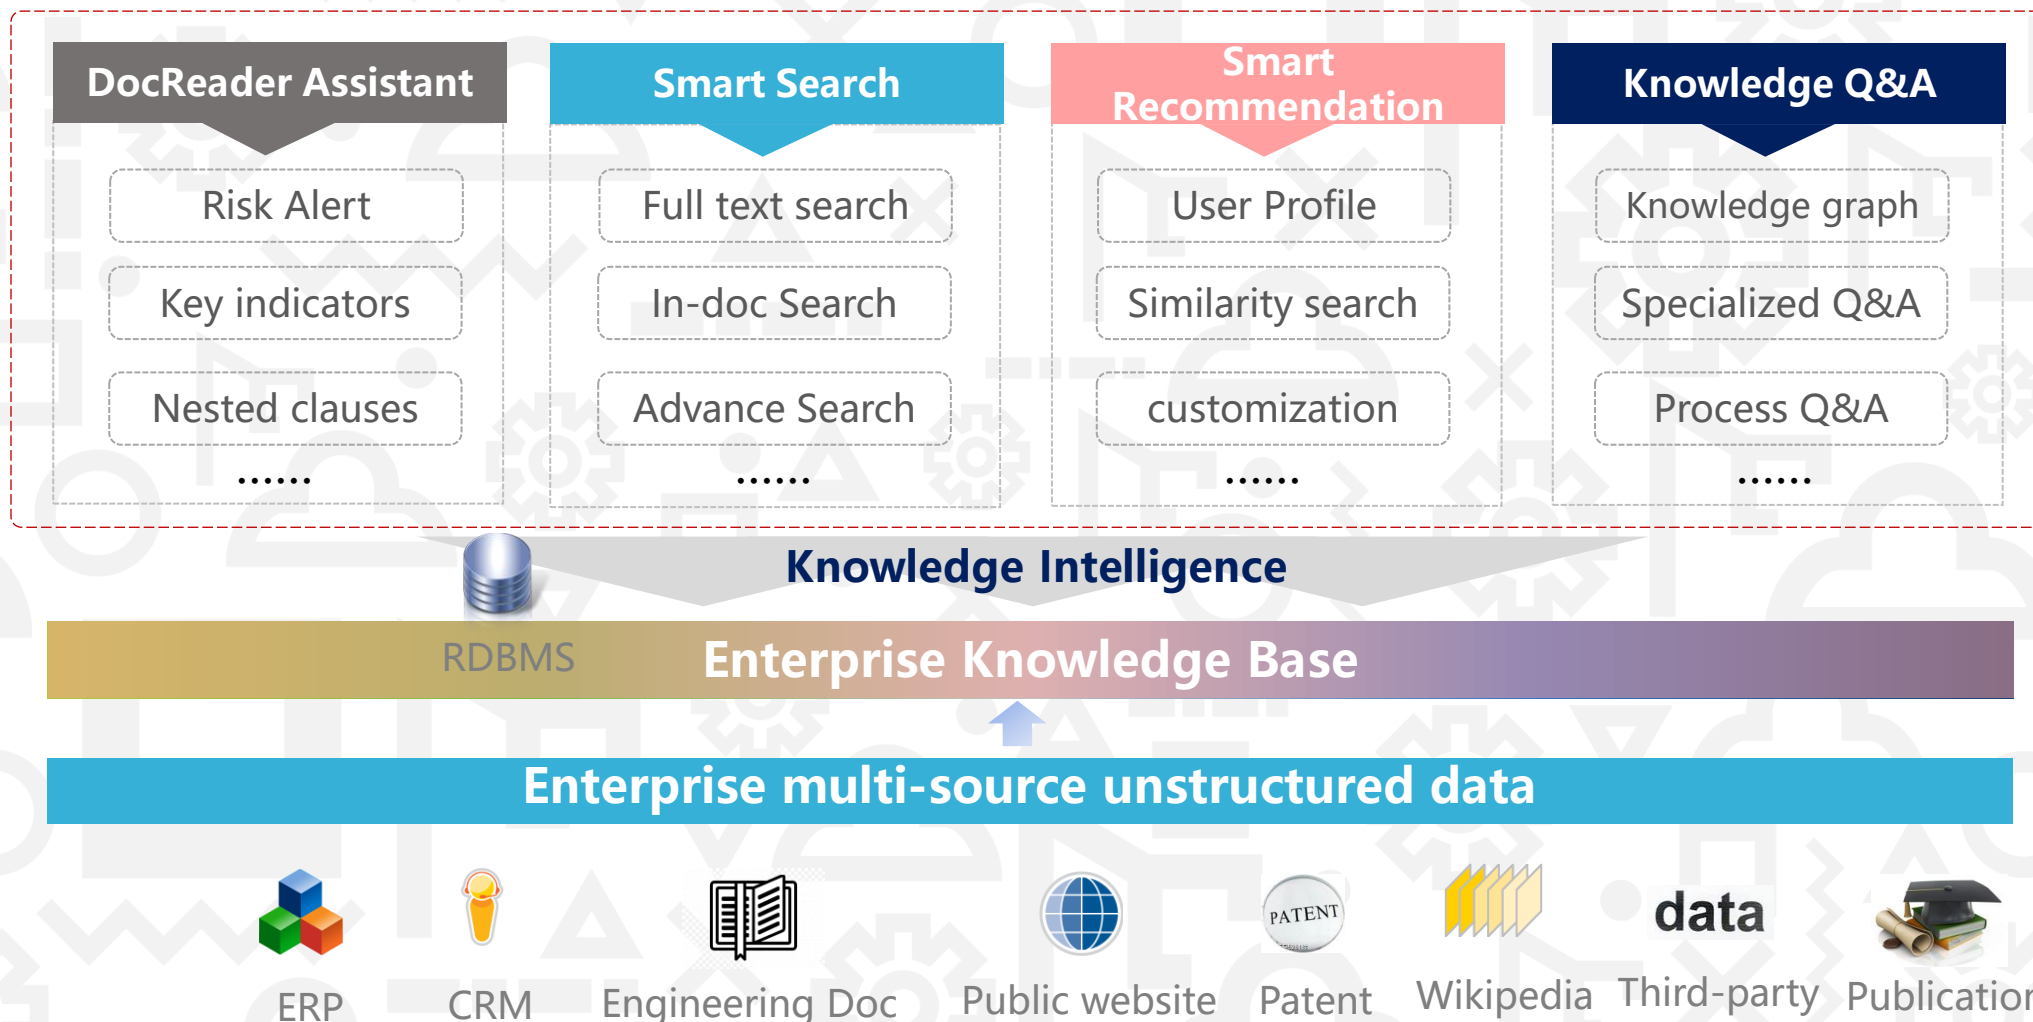 DocReader Assistant
Risk Alert
Key indicators
Nested clauses
......
Smart Search
Full text search
In-doc Search
Advance Search
......
Smart
Recommendation
User Profile
Similarity search
customization
......
Knowledge Q&A
Knowledge graph
Specialized Q&A
Process Q&A
......
Knowledge Intelligence
RDBMS
Enterprise Knowledge Base
Enterprise multi-source unstructured data
PATENT
data
ERP
CRM
Engineering Doc
Public website
Patent
Wikipedia
Third-party
Publication